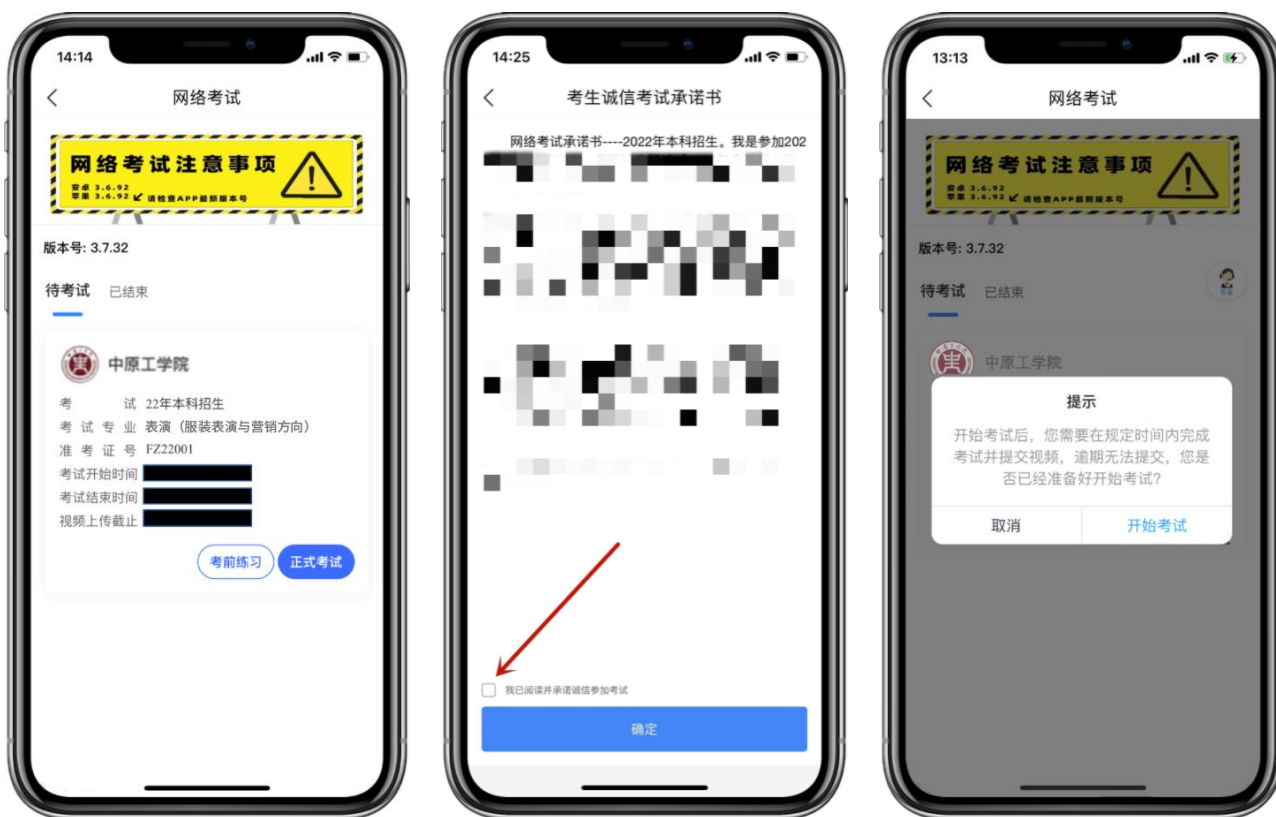 14:14
网络考试
网络考试注意事项
安卓 3.6.92
苹果 3.6.92 请检查APP最新版本号
版本号: 3.7.32
待考试 已结束
中原工学院
考 试 22年本科招生
考 试 专 业 表演（服装表演与营销方向）
准 考 证 号 FZ22001
考试开始时间
考试结束时间
视频上传截止
考前练习 正式考试
14:25
考生诚信考试承诺书
网络考试承诺书----2022年本科招生。我是参加202
我已阅读并承诺诚信参加考试
确定
13:13
网络考试
网络考试注意事项
安卓 3.6.92
苹果 3.6.92 请检查APP最新版本号
版本号: 3.7.32
待考试 已结束
中原工学院
提示
开始考试后，您需要在规定时间内完成
考试并提交视频，逾期无法提交，您是
否已经准备好开始考试?
取消 开始考试